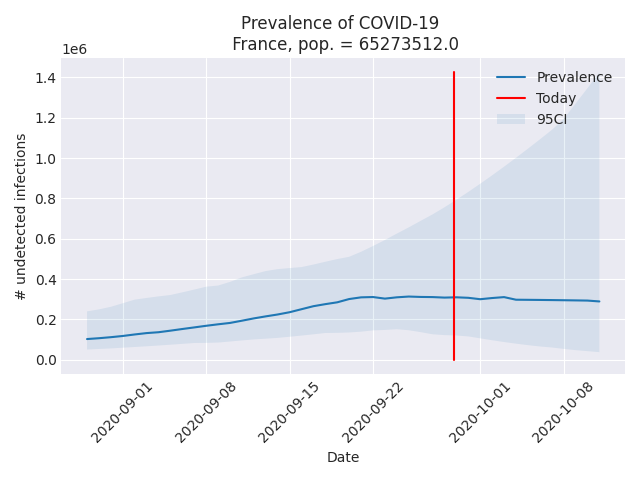 Prevalence of COVID-19
France, pop. = 65273512.0
1e6
1.4
1.2
1.0
0.8
0.6
0.4
0.2
0.0
# undetected infections
Prevalence
Today
95CI
2020-09-01
2020-09-08
2020-09-15
2020-09-22
2020-10-01
2020-10-08
Date